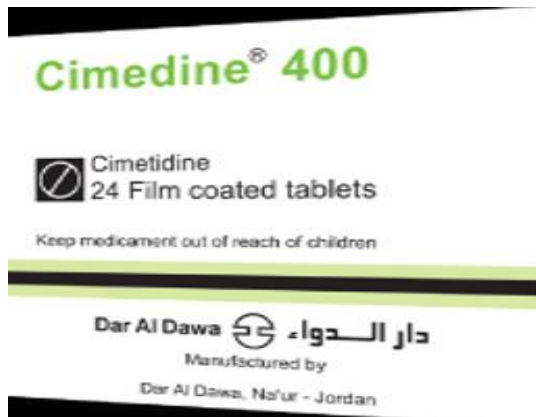 Cimedine® 400
Cimetidine
24 Film coated tablets
Keep medicament out of reach of children
Dar Al Dawa دار الـــدواء
Manufactured by
Dar Al Dawa, Na'ur - Jordan